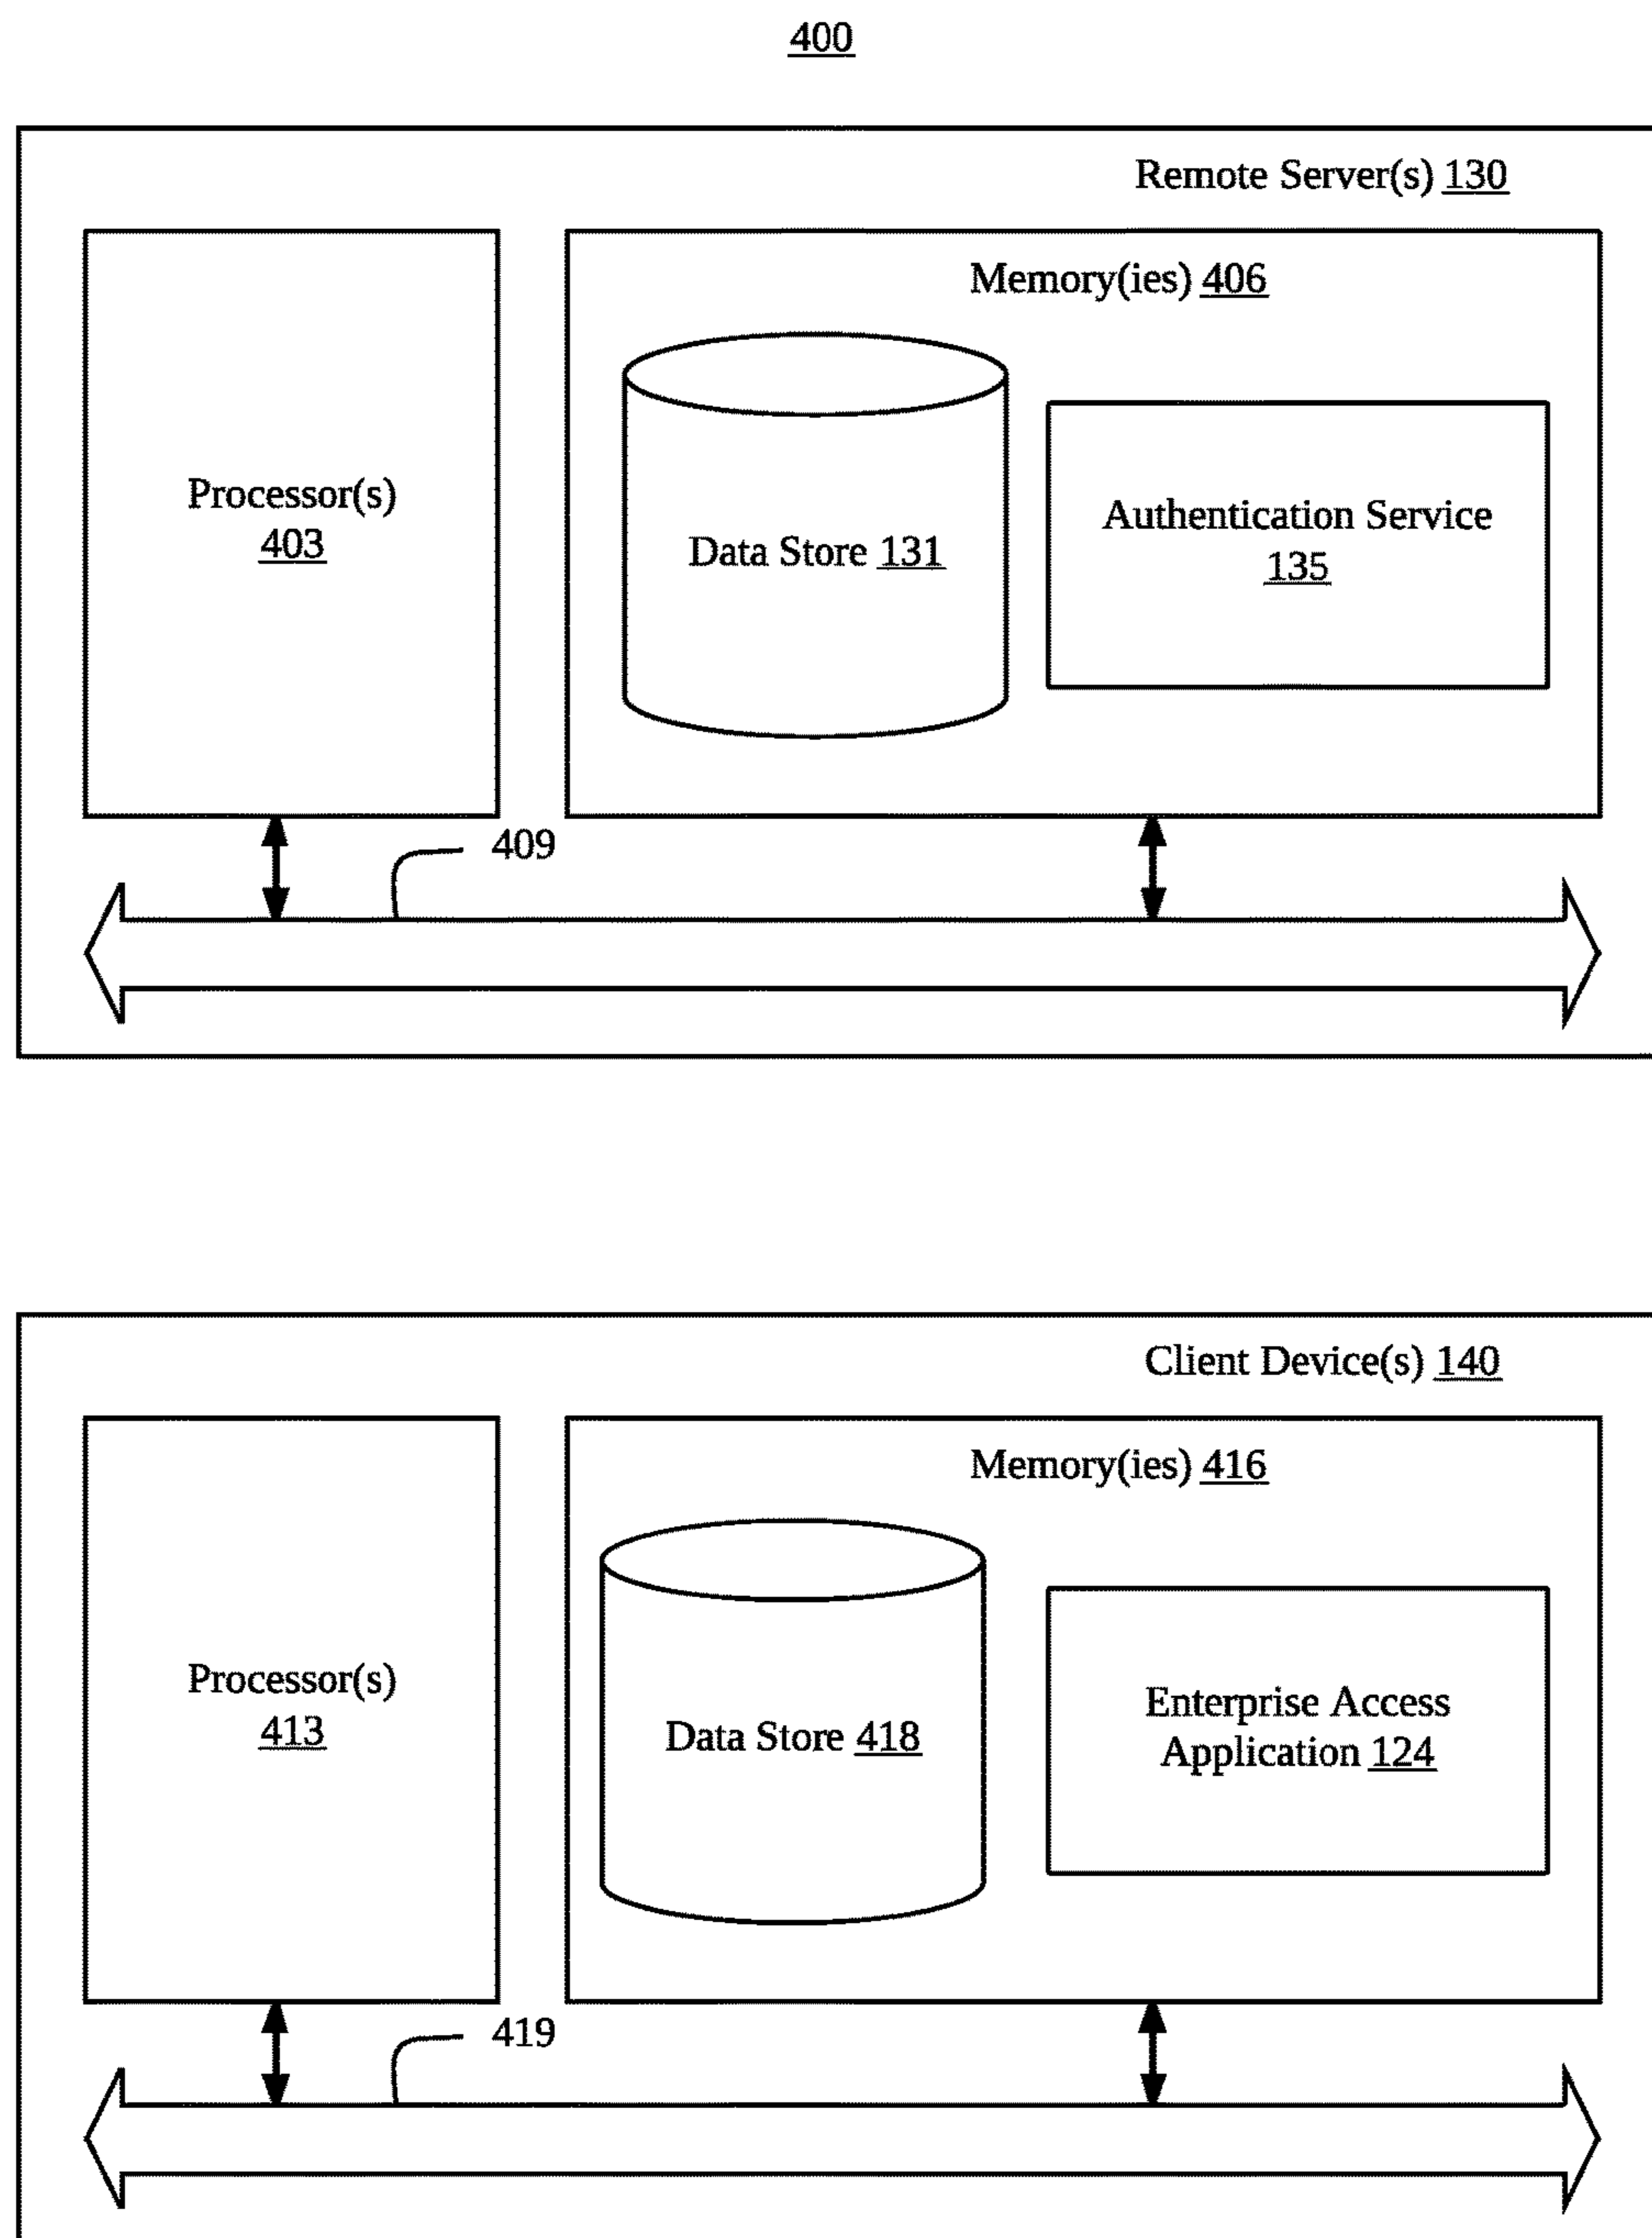 400
Remote Server(s) 130
Memory(ies) 406
Processor(s)
403
Data Store 131
Authentication Service
135
409
Client Device(s) 140
Memory(ies) 416
Processor(s)
413
Data Store 418
Enterprise Access
Application 124
419